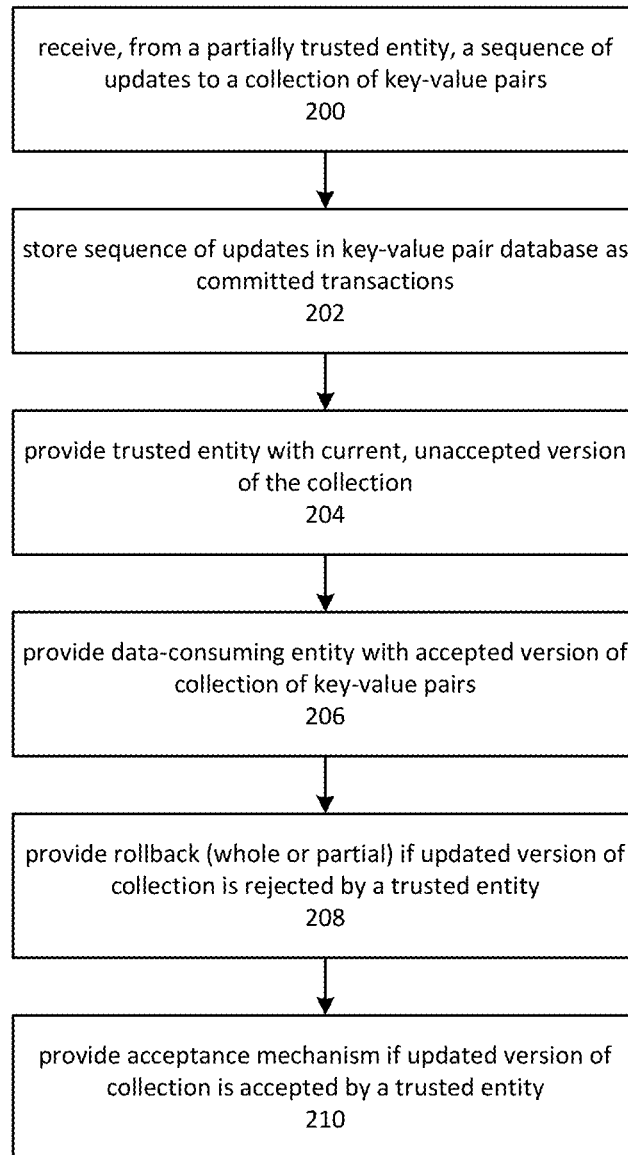 receive, from a partially trusted entity, a sequence of
updates to a collection of key-value pairs
200
store sequence of updates in key-value pair database as
committed transactions
202
provide trusted entity with current, unaccepted version
of the collection
204
provide data-consuming entity with accepted version of
collection of key-value pairs
206
provide rollback (whole or partial) if updated version of
collection is rejected by a trusted entity
208
provide acceptance mechanism if updated version of
collection is accepted by a trusted entity
210